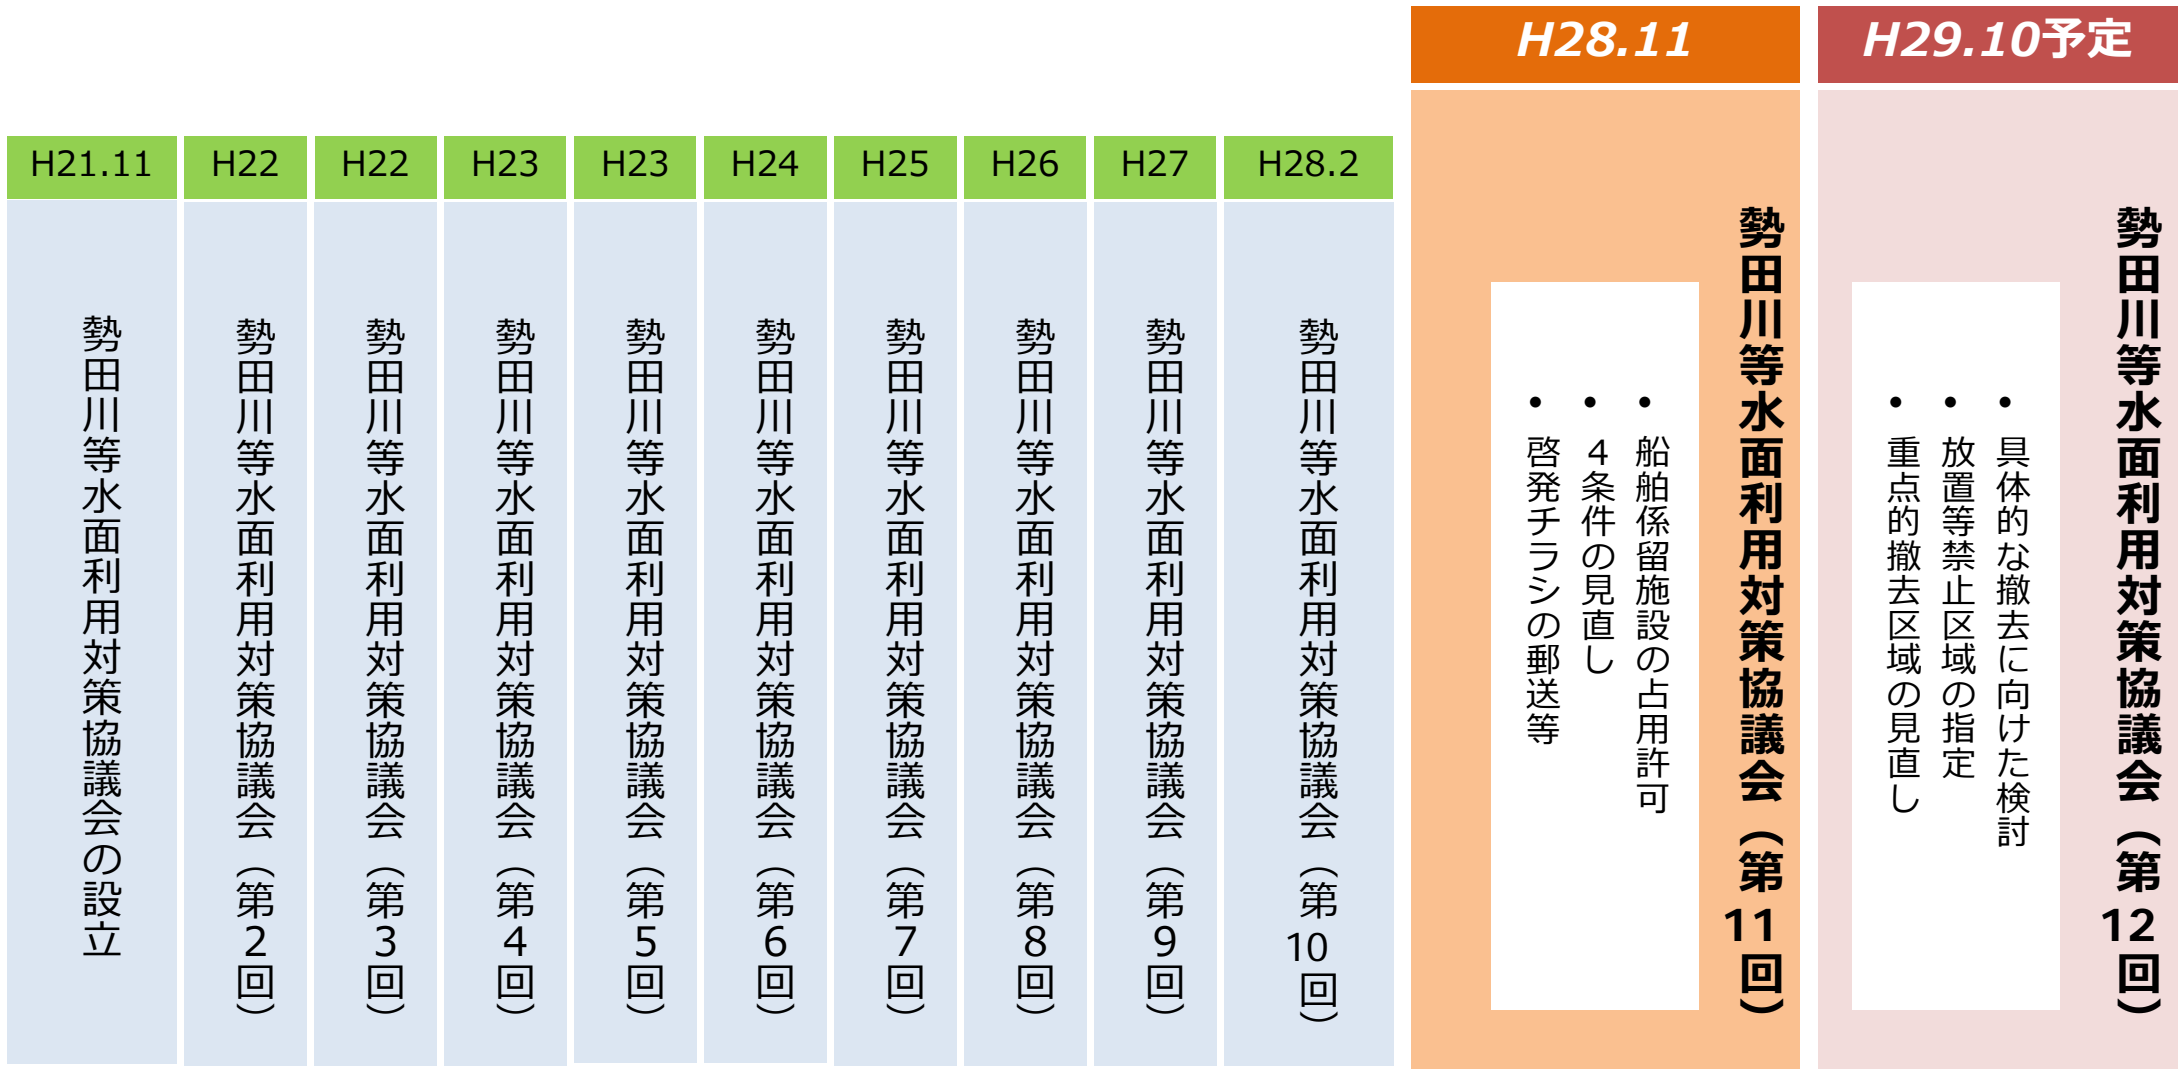 H21.11
勢田川等水面利用対策協議会の設立
H22
勢田川等水面利用対策協議会（第2回）
H22
勢田川等水面利用対策協議会（第3回）
H23
勢田川等水面利用対策協議会（第4回）
H23
勢田川等水面利用対策協議会（第5回）
H24
勢田川等水面利用対策協議会（第6回）
H25
勢田川等水面利用対策協議会（第7回）
H26
勢田川等水面利用対策協議会（第8回）
H27
勢田川等水面利用対策協議会（第9回）
H28.2
勢田川等水面利用対策協議会（第10回）
H28.11
勢田川等水面利用対策協議会（第11回）
• 船舶係留施設の占用許可
• 4条件の見直し
• 啓発チラシの郵送等
H29.10予定
勢田川等水面利用対策協議会（第12回）
• 具体的な撤去に向けた検討
• 放置等禁止区域の指定
• 重点的撤去区域の見直し